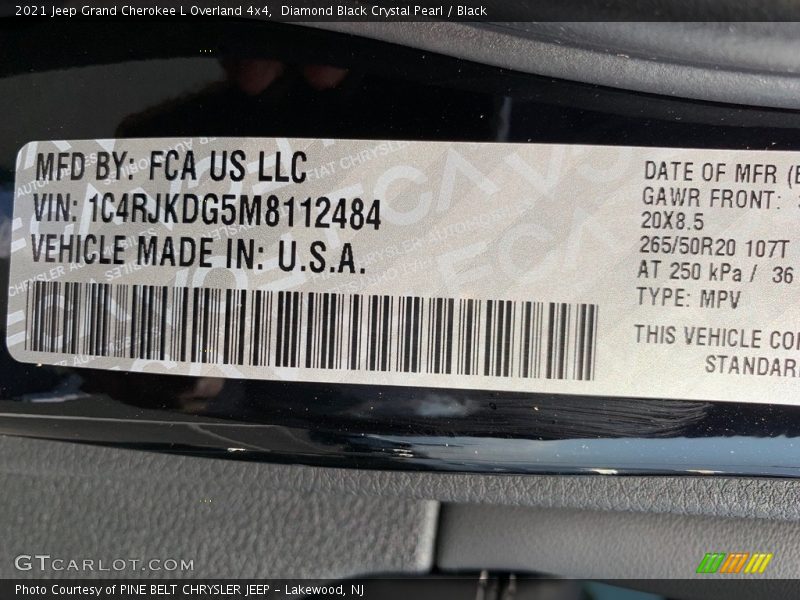 2021 Jeep Grand Cherokee L Overland 4x4,  Diamond Black Crystal Pearl / Black
MFD BY: FCA US LLC
VIN: 1C4RJKDG5M8112484
VEHICLE MADE IN: U.S.A.
DATE OF MFR
GAWR FRONT:
20X8.5
265/50R20 107T
AT 250 kPa / 36
TYPE: MPV
THIS VEHICLE
GTCARLOT.COM
Photo Courtesy of PINE BELT CHRYSLER JEEP – Lakewood, NJ